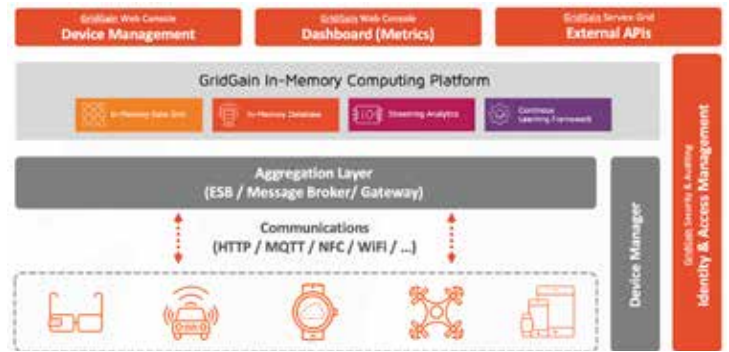 GridGain Web Console
Device Management
GridGain Web Console
Dashboard (Metrics)
GridGain Service Grid
External APIs
GridGain In-Memory Computing Platform
In-Memory Data Grid
In-Memory Database
Streaming Analytics
Continuous
Learning Framework
Aggregation Layer
(ESB / Message Broker/ Gateway)
Communications
(HTTP / MQTT / NFC / WiFi / ...)
Device Manager
GridGain Security & Auditing
Identity & Access Management